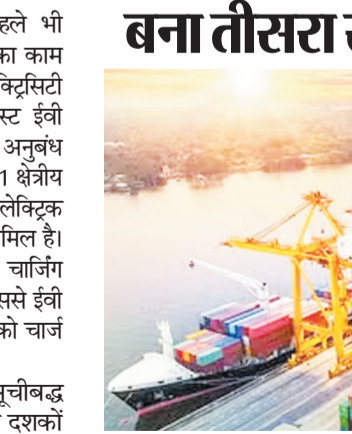 हले भी
का काम
क्ट्रिसिटी
स्ट ईवी
अनुबंध
1 क्षेत्रीय
लेक्ट्रिक
मिल है।
चार्जिंग
ससे ईवी
को चार्ज
सूचीबद्ध
दशकों
बना तीसरा